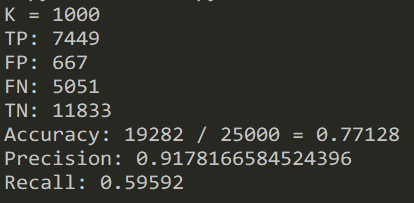 K = 1000
TP: 7449
FP: 667
FN: 5051
TN: 11833
Accuracy: 19282 / 25000 = 0.77128
Precision: 0.9178166584524396
Recall: 0.59592